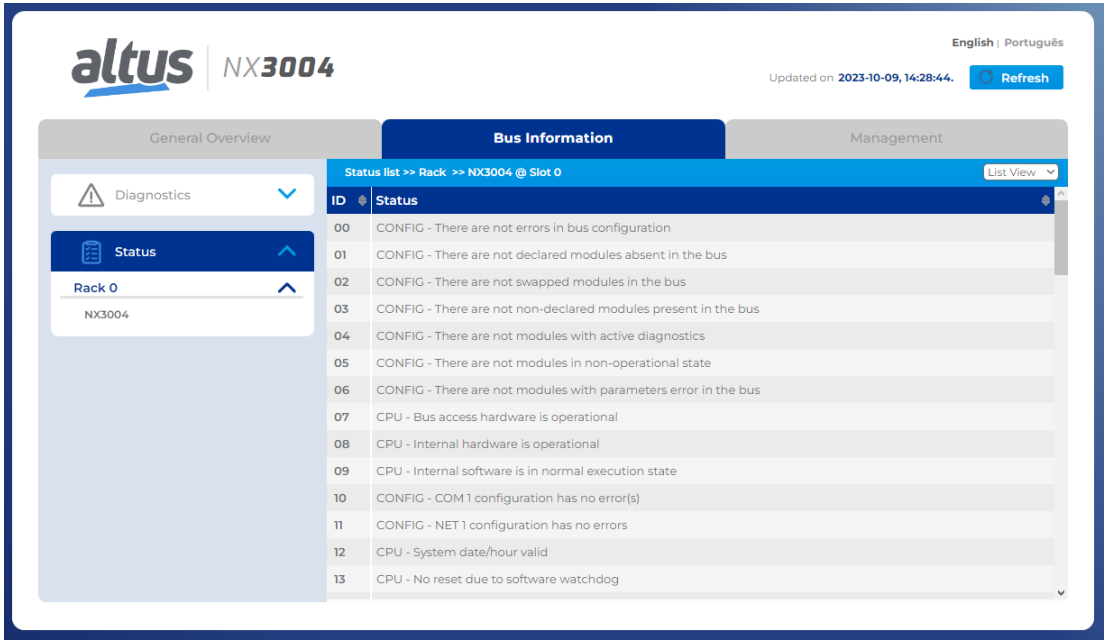 English | Português
altus NX3004
Updated on 2023-10-09, 14:28:44. Refresh
General Overview Bus Information Management
Status list >> Rack >> NX3004 @ Slot 0 List View
Diagnostics
ID Status
00 CONFIG - There are not errors in bus configuration
Status
01 CONFIG - There are not declared modules absent in the bus
02 CONFIG - There are not swapped modules in the bus
Rack 0
03 CONFIG - There are not non-declared modules present in the bus
NX3004
04 CONFIG - There are not modules with active diagnostics
05 CONFIG - There are not modules in non-operational state
06 CONFIG - There are not modules with parameters error in the bus
07 CPU - Bus access hardware is operational
08 CPU - Internal hardware is operational
09 CPU - Internal software is in normal execution state
10 CONFIG - COM 1 configuration has no error(s)
11 CONFIG - NET 1 configuration has no errors
12 CPU - System date/hour valid
13 CPU - No reset due to software watchdog